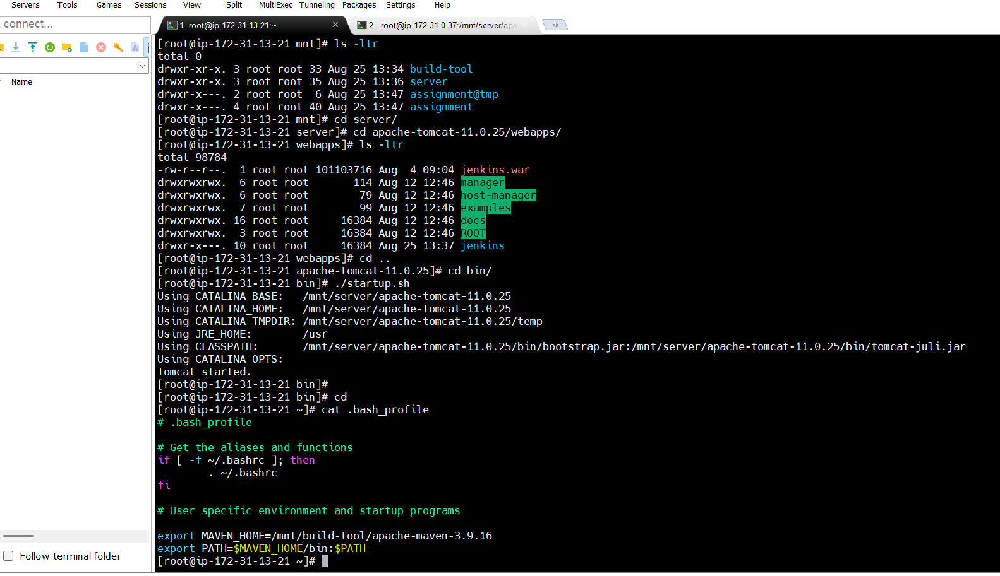 Servers Tools Games Sessions View Split MultiExec Tunneling Packages Settings Help
connect...
1. root@ip-172-31-13-21:~
2. root@ip-172-31-0-37:/mnt/server/apa
Name
Follow terminal folder
[root@ip-172-31-13-21 mnt]# ls -ltr
total 0
drwxr-xr-x. 3 root root 33 Aug 25 13:34 build-tool
drwxr-xr-x. 3 root root 35 Aug 25 13:36 server
drwxr-x---. 2 root root  6 Aug 25 13:47 assignment@tmp
drwxr-x---. 4 root root 40 Aug 25 13:47 assignment
[root@ip-172-31-13-21 mnt]# cd server/
[root@ip-172-31-13-21 server]# cd apache-tomcat-11.0.25/webapps/
[root@ip-172-31-13-21 webapps]# ls -ltr
total 98784
-rw-r--r--.  1 root root 101103716 Aug  4 09:04 jenkins.war
drwxrwxrwx.  6 root root       114 Aug 12 12:46 manager
drwxrwxrwx.  6 root root        79 Aug 12 12:46 host-manager
drwxrwxrwx.  7 root root        99 Aug 12 12:46 examples
drwxrwxrwx. 16 root root     16384 Aug 12 12:46 docs
drwxrwxrwx.  3 root root     16384 Aug 12 12:46 ROOT
drwxr-x---. 10 root root     16384 Aug 25 13:37 jenkins
[root@ip-172-31-13-21 webapps]# cd ..
[root@ip-172-31-13-21 apache-tomcat-11.0.25]# cd bin/
[root@ip-172-31-13-21 bin]# ./startup.sh
Using CATALINA_BASE:   /mnt/server/apache-tomcat-11.0.25
Using CATALINA_HOME:   /mnt/server/apache-tomcat-11.0.25
Using CATALINA_TMPDIR: /mnt/server/apache-tomcat-11.0.25/temp
Using JRE_HOME:        /usr
Using CLASSPATH:       /mnt/server/apache-tomcat-11.0.25/bin/bootstrap.jar:/mnt/server/apache-tomcat-11.0.25/bin/tomcat-juli.jar
Using CATALINA_OPTS:
Tomcat started.
[root@ip-172-31-13-21 bin]#
[root@ip-172-31-13-21 bin]# cd
[root@ip-172-31-13-21 ~]# cat .bash_profile
# .bash_profile
# Get the aliases and functions
if [ -f ~/.bashrc ]; then
        . ~/.bashrc
fi
# User specific environment and startup programs
export MAVEN_HOME=/mnt/build-tool/apache-maven-3.9.16
export PATH=$MAVEN_HOME/bin:$PATH
[root@ip-172-31-13-21 ~]#